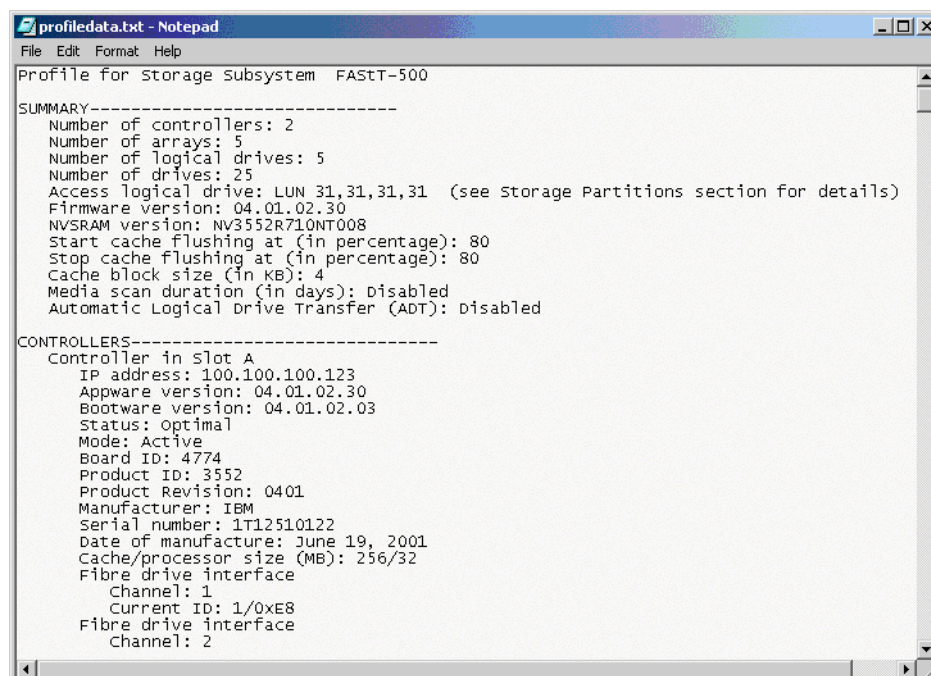 profiledata.txt - Notepad
File Edit Format Help
Profile for Storage Subsystem FAStT-500
SUMMARY------------------------------
Number of controllers: 2
Number of arrays: 5
Number of logical drives: 5
Number of drives: 25
Access logical drive: LUN 31,31,31,31 (see Storage Partitions section for details)
Firmware version: 04.01.02.30
NVSRAM version: NV3552R710NT008
Start cache flushing at (in percentage): 80
Stop cache flushing at (in percentage): 80
Cache block size (in KB): 4
Media scan duration (in days): Disabled
Automatic Logical Drive Transfer (ADT): Disabled
CONTROLLERS------------------------------
Controller in Slot A
IP address: 100.100.100.123
Appware version: 04.01.02.30
Bootware version: 04.01.02.03
Status: Optimal
Mode: Active
Board ID: 4774
Product ID: 3552
Product Revision: 0401
Manufacturer: IBM
Serial number: 1T12510122
Date of manufacture: June 19, 2001
Cache/processor size (MB): 256/32
Fibre drive interface
Channel: 1
Current ID: 1/0xE8
Fibre drive interface
Channel: 2